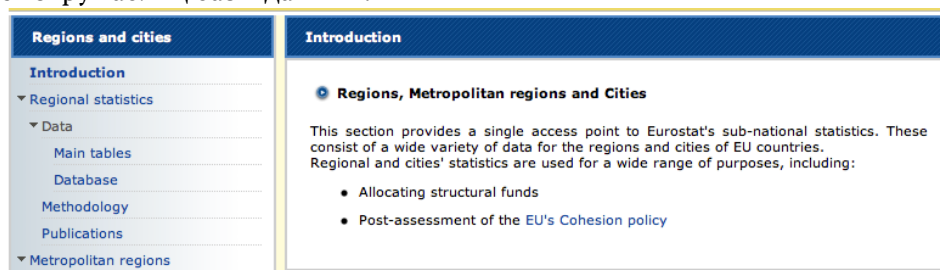 Regions and cities
Introduction
Regional statistics
Data
Main tables
Database
Methodology
Publications
Metropolitan regions
Introduction
Regions, Metropolitan regions and Cities
This section provides a single access point to Eurostat's sub-national statistics. These
consist of a wide variety of data for the regions and cities of EU countries.
Regional and cities' statistics are used for a wide range of purposes, including:
Allocating structural funds
Post-assessment of the EU's Cohesion policy